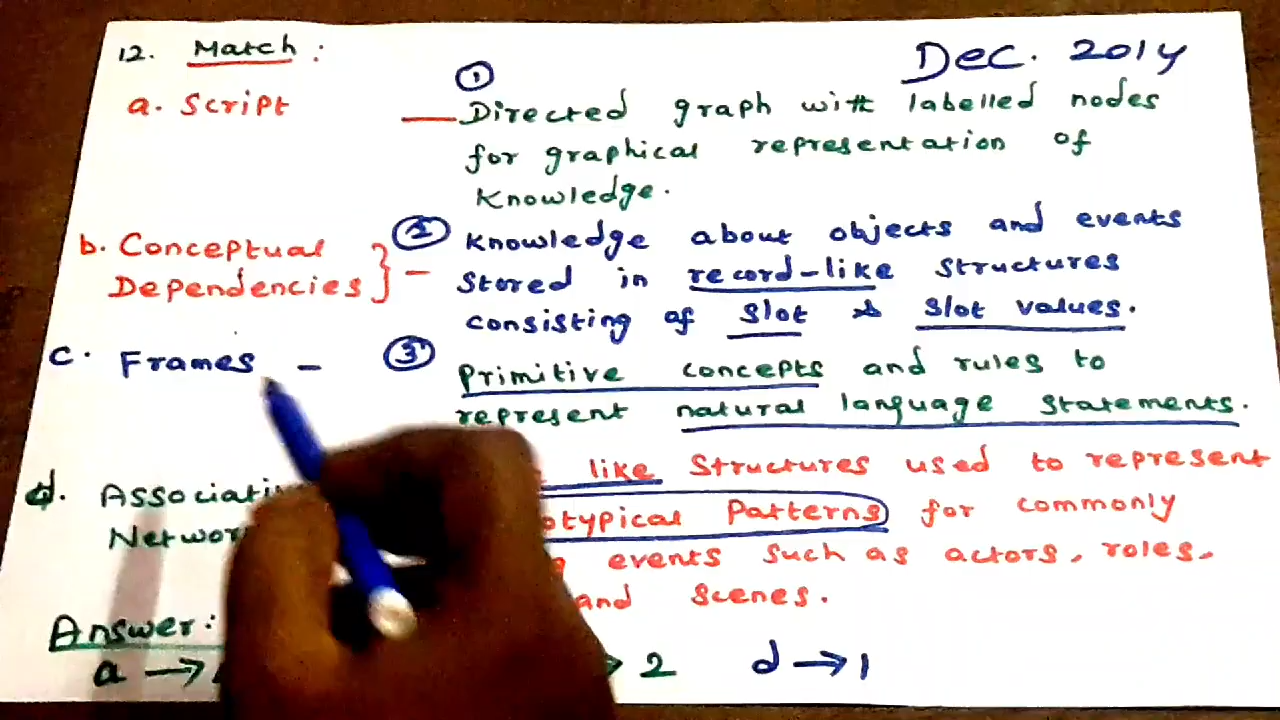 12. Match :
Dec. 2014
a. Script
① 
— Directed graph with labelled nodes
for graphical representation of
Knowledge.
b. Conceptual
Dependencies } —
② Knowledge about objects and events
stored in record-like structures
consisting of slot & slot values.
c. Frames —
③ Primitive concepts and rules to
represent natural language statements.
d.
like structures used to represent
Patterns for commonly
events such as actors, roles,
and scenes.
Answer:
a →
→ 2 d → 1